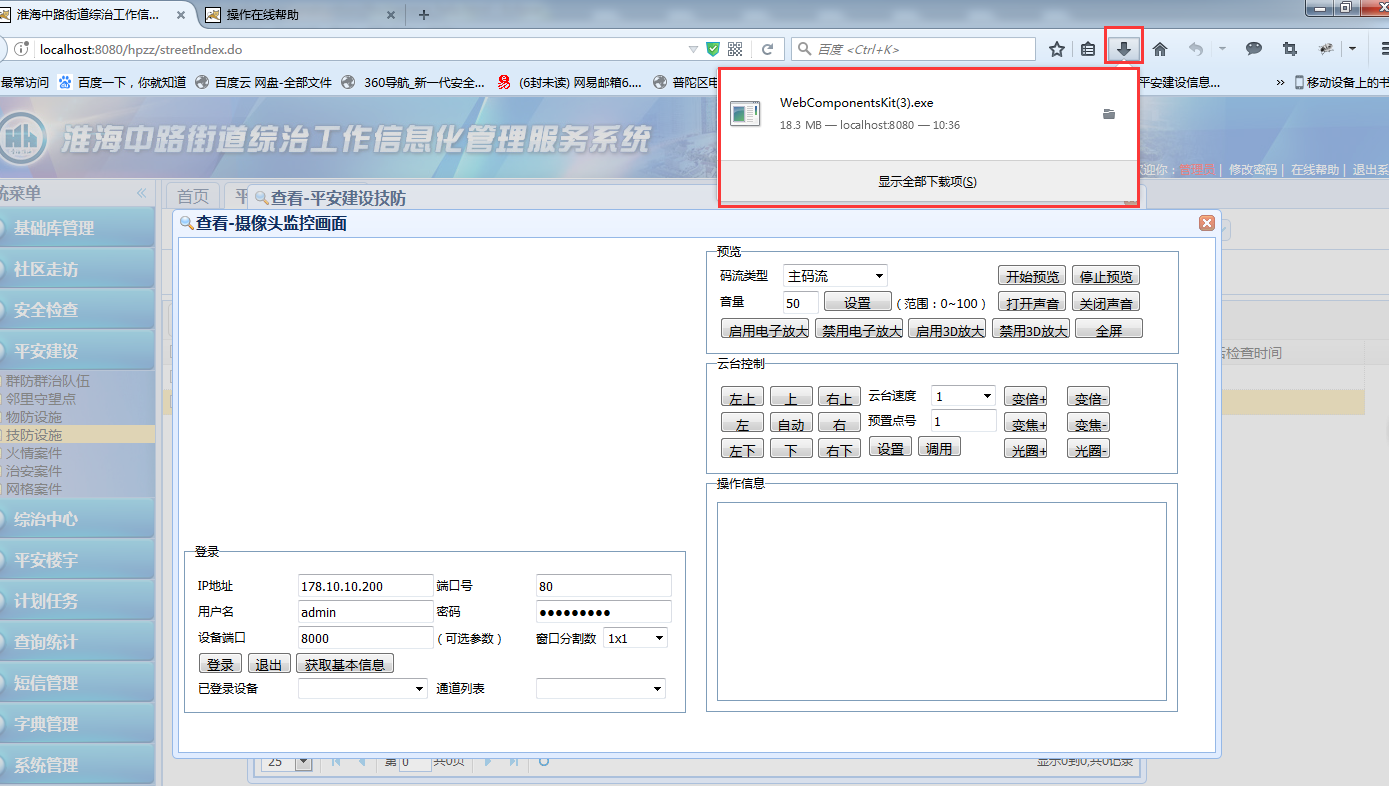 淮海中路街道综治工作信...
操作在线帮助
localhost:8080/hpzz/streetIndex.do
百度 <Ctrl+K>
最常访问 百度一下，你就知道 百度云 网盘-全部文件 360导航_新一代安全... (6封未读) 网易邮箱6.... 普陀区电 平安建设信息... » 移动设备上的书
WebComponentsKit(3).exe
18.3 MB — localhost:8080 — 10:36
显示全部下载项(S)
淮海中路街道综治工作信息化管理服务系统
迎你：管理员 | 修改密码 | 在线帮助 | 退出系
统菜单
基础库管理
社区走访
安全检查
平安建设
群防群治队伍
邻里守望点
物防设施
技防设施
火情案件
治安案件
网格案件
综治中心
平安楼宇
计划任务
查询统计
短信管理
字典管理
系统管理
首页 平
查看-平安建设技防
查看-摄像头监控画面
检查时间
预览
码流类型 主码流 开始预览 停止预览
音量 50 设置 (范围：0~100) 打开声音 关闭声音
启用电子放大 禁用电子放大 启用3D放大 禁用3D放大 全屏
云台控制
左上 上 右上 云台速度 1 变倍+ 变倍-
左 自动 右 预置点号 1 变焦+ 变焦-
左下 下 右下 设置 调用 光圈+ 光圈-
操作信息
登录
IP地址 178.10.10.200 端口号 80
用户名 admin 密码 ●●●●●●●●●
设备端口 8000 (可选参数) 窗口分割数 1x1
登录 退出 获取基本信息
已登录设备 通道列表
25 第 0 共0页 显示0到0,共0记录